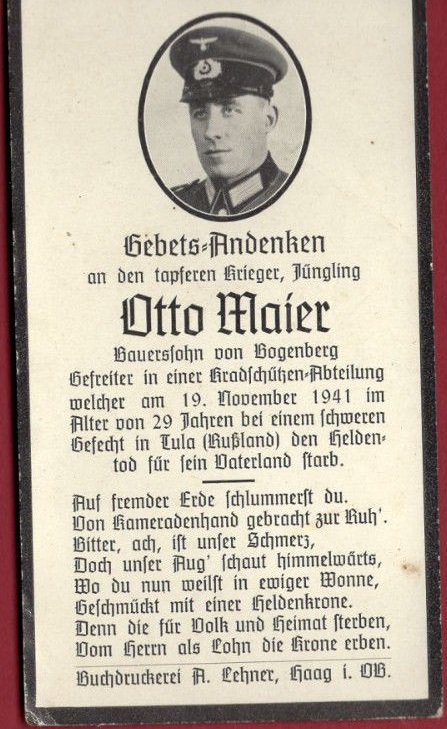 Gebets-Andenken
an den tapferen Krieger, Jüngling
Otto Maier
Bauerssohn von Bogenberg
Gefreiter in einer Kradschützen-Abteilung
welcher am 19. November 1941 im
Alter von 29 Jahren bei einem schweren
Gefecht in Tula (Rußland) den Helden-
tod für sein Vaterland starb.
Auf fremder Erde schlummerst du.
Von Kameradenhand gebracht zur Ruh'.
Bitter, ach, ist unser Schmerz,
Doch unser Aug' schaut himmelwärts,
Wo du nun weilst in ewiger Wonne,
Geschmückt mit einer Heldenkrone.
Denn die für Volk und Heimat sterben,
Vom Herrn als Lohn die Krone erben.
Buchdruckerei A. Lehner, Haag i. OB.